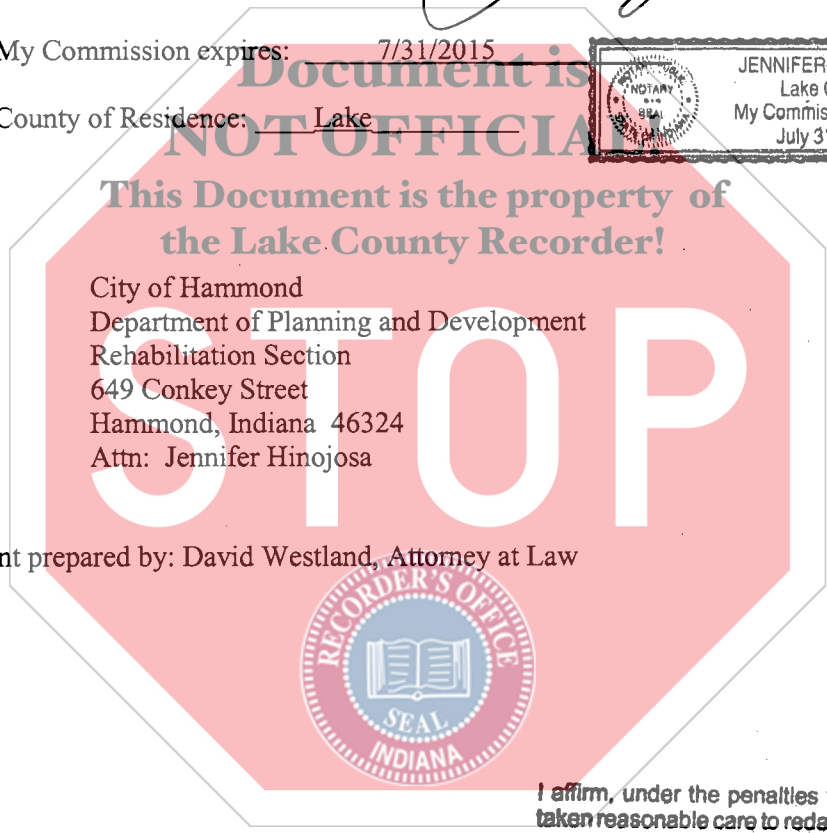 My Commission expires: 7/31/2015
JENNIFER
Lake
My Commis
July 3
NOTARY PUBLIC
NOTARY
SEAL
County of Residence: Lake
Document is
NOT OFFICIAL!
This Document is the property of
the Lake County Recorder!
City of Hammond
Department of Planning and Development
Rehabilitation Section
649 Conkey Street
Hammond, Indiana 46324
Attn: Jennifer Hinojosa
STOP
nt prepared by: David Westland, Attorney at Law
RECORDER'S OFFICE
SEAL
INDIANA
I affirm, under the penalties
taken reasonable care to reda